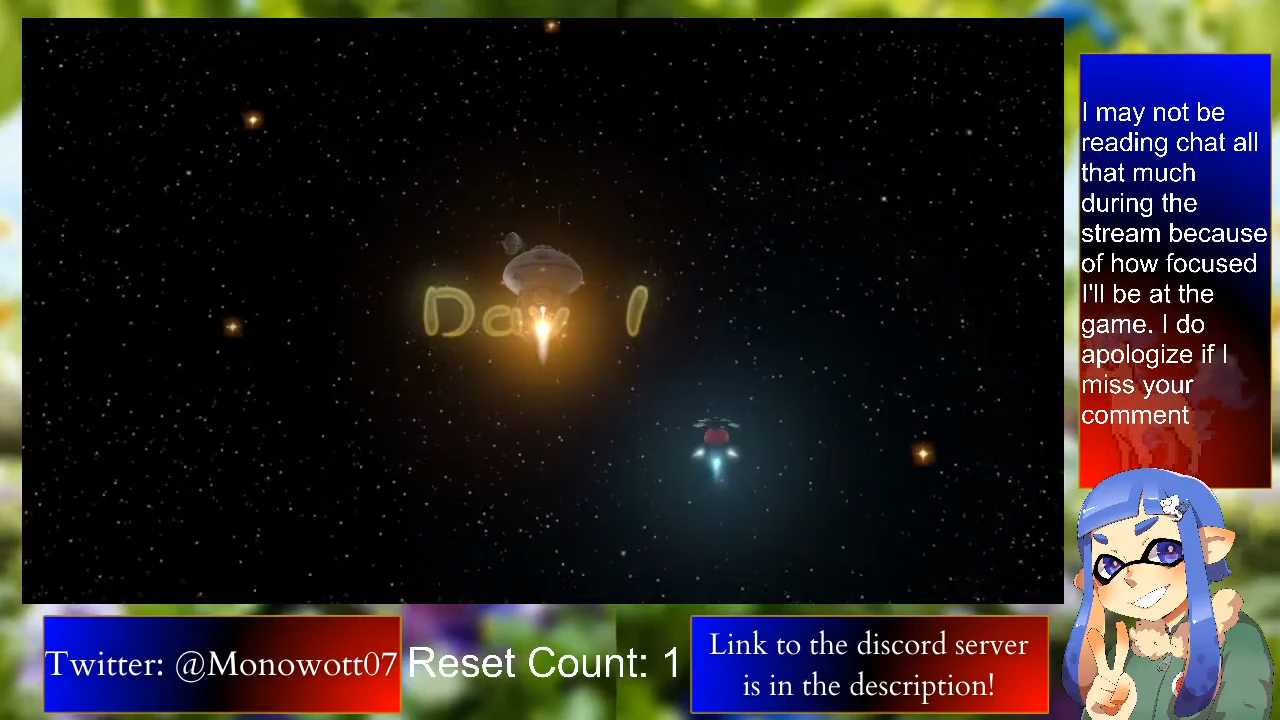 I may not be
reading chat all
that much
during the
stream because
of how focused
I'll be at the
game. I do
apologize if I
miss your
comment
Day 1
Twitter: @Monowott07
Reset Count: 1
Link to the discord server
is in the description!